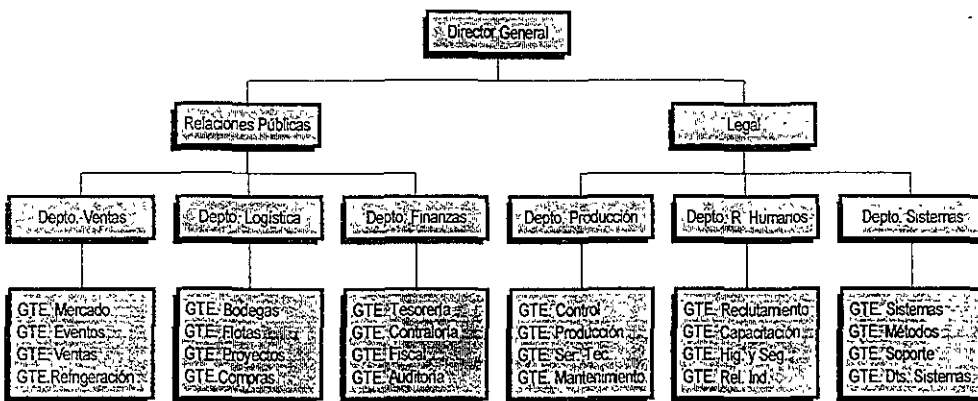 Director General
Relaciones Públicas
Legal
Depto. Ventas
Depto. Logística
Depto. Finanzas
Depto. Producción
Depto. R. Humanos
Depto. Sistemas
GTE. Mercado.
GTE. Eventos
GTE. Ventas
GTE.Refrigeración
GTE. Bodegas
GTE. Flotas
GTE. Proyectos
GTE.Compras
GTE. Tesorería
GTE. Contraloría
GTE. Fiscal
GTE. Auditoría
GTE. Control
GTE. Producción
GTE. Ser. Tec.
GTE. Mantenimiento.
GTE. Reclutamiento
GTE. Capacitación
GTE. Hig. y Seg.
GTE. Rel. Ind.
GTE. Sistemas
GTE. Métodos
GTE. Soporte
GTE. Dts. Sistemas